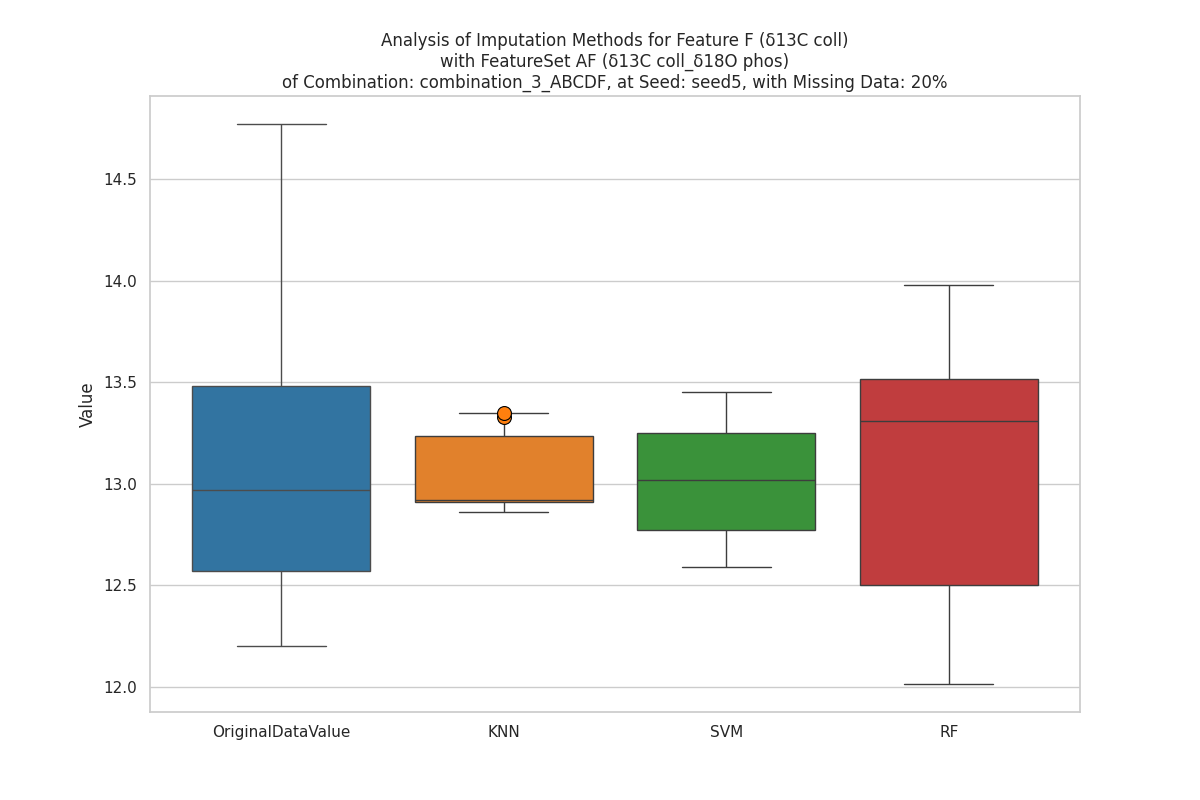 Analysis of Imputation Methods for Feature F (δ13C coll)
with FeatureSet AF (δ13C coll_δ18O phos)
of Combination: combination_3_ABCDF, at Seed: seed5, with Missing Data: 20%
Value
14.5
14.0
13.5
13.0
12.5
12.0
OriginalDataValue
KNN
SVM
RF